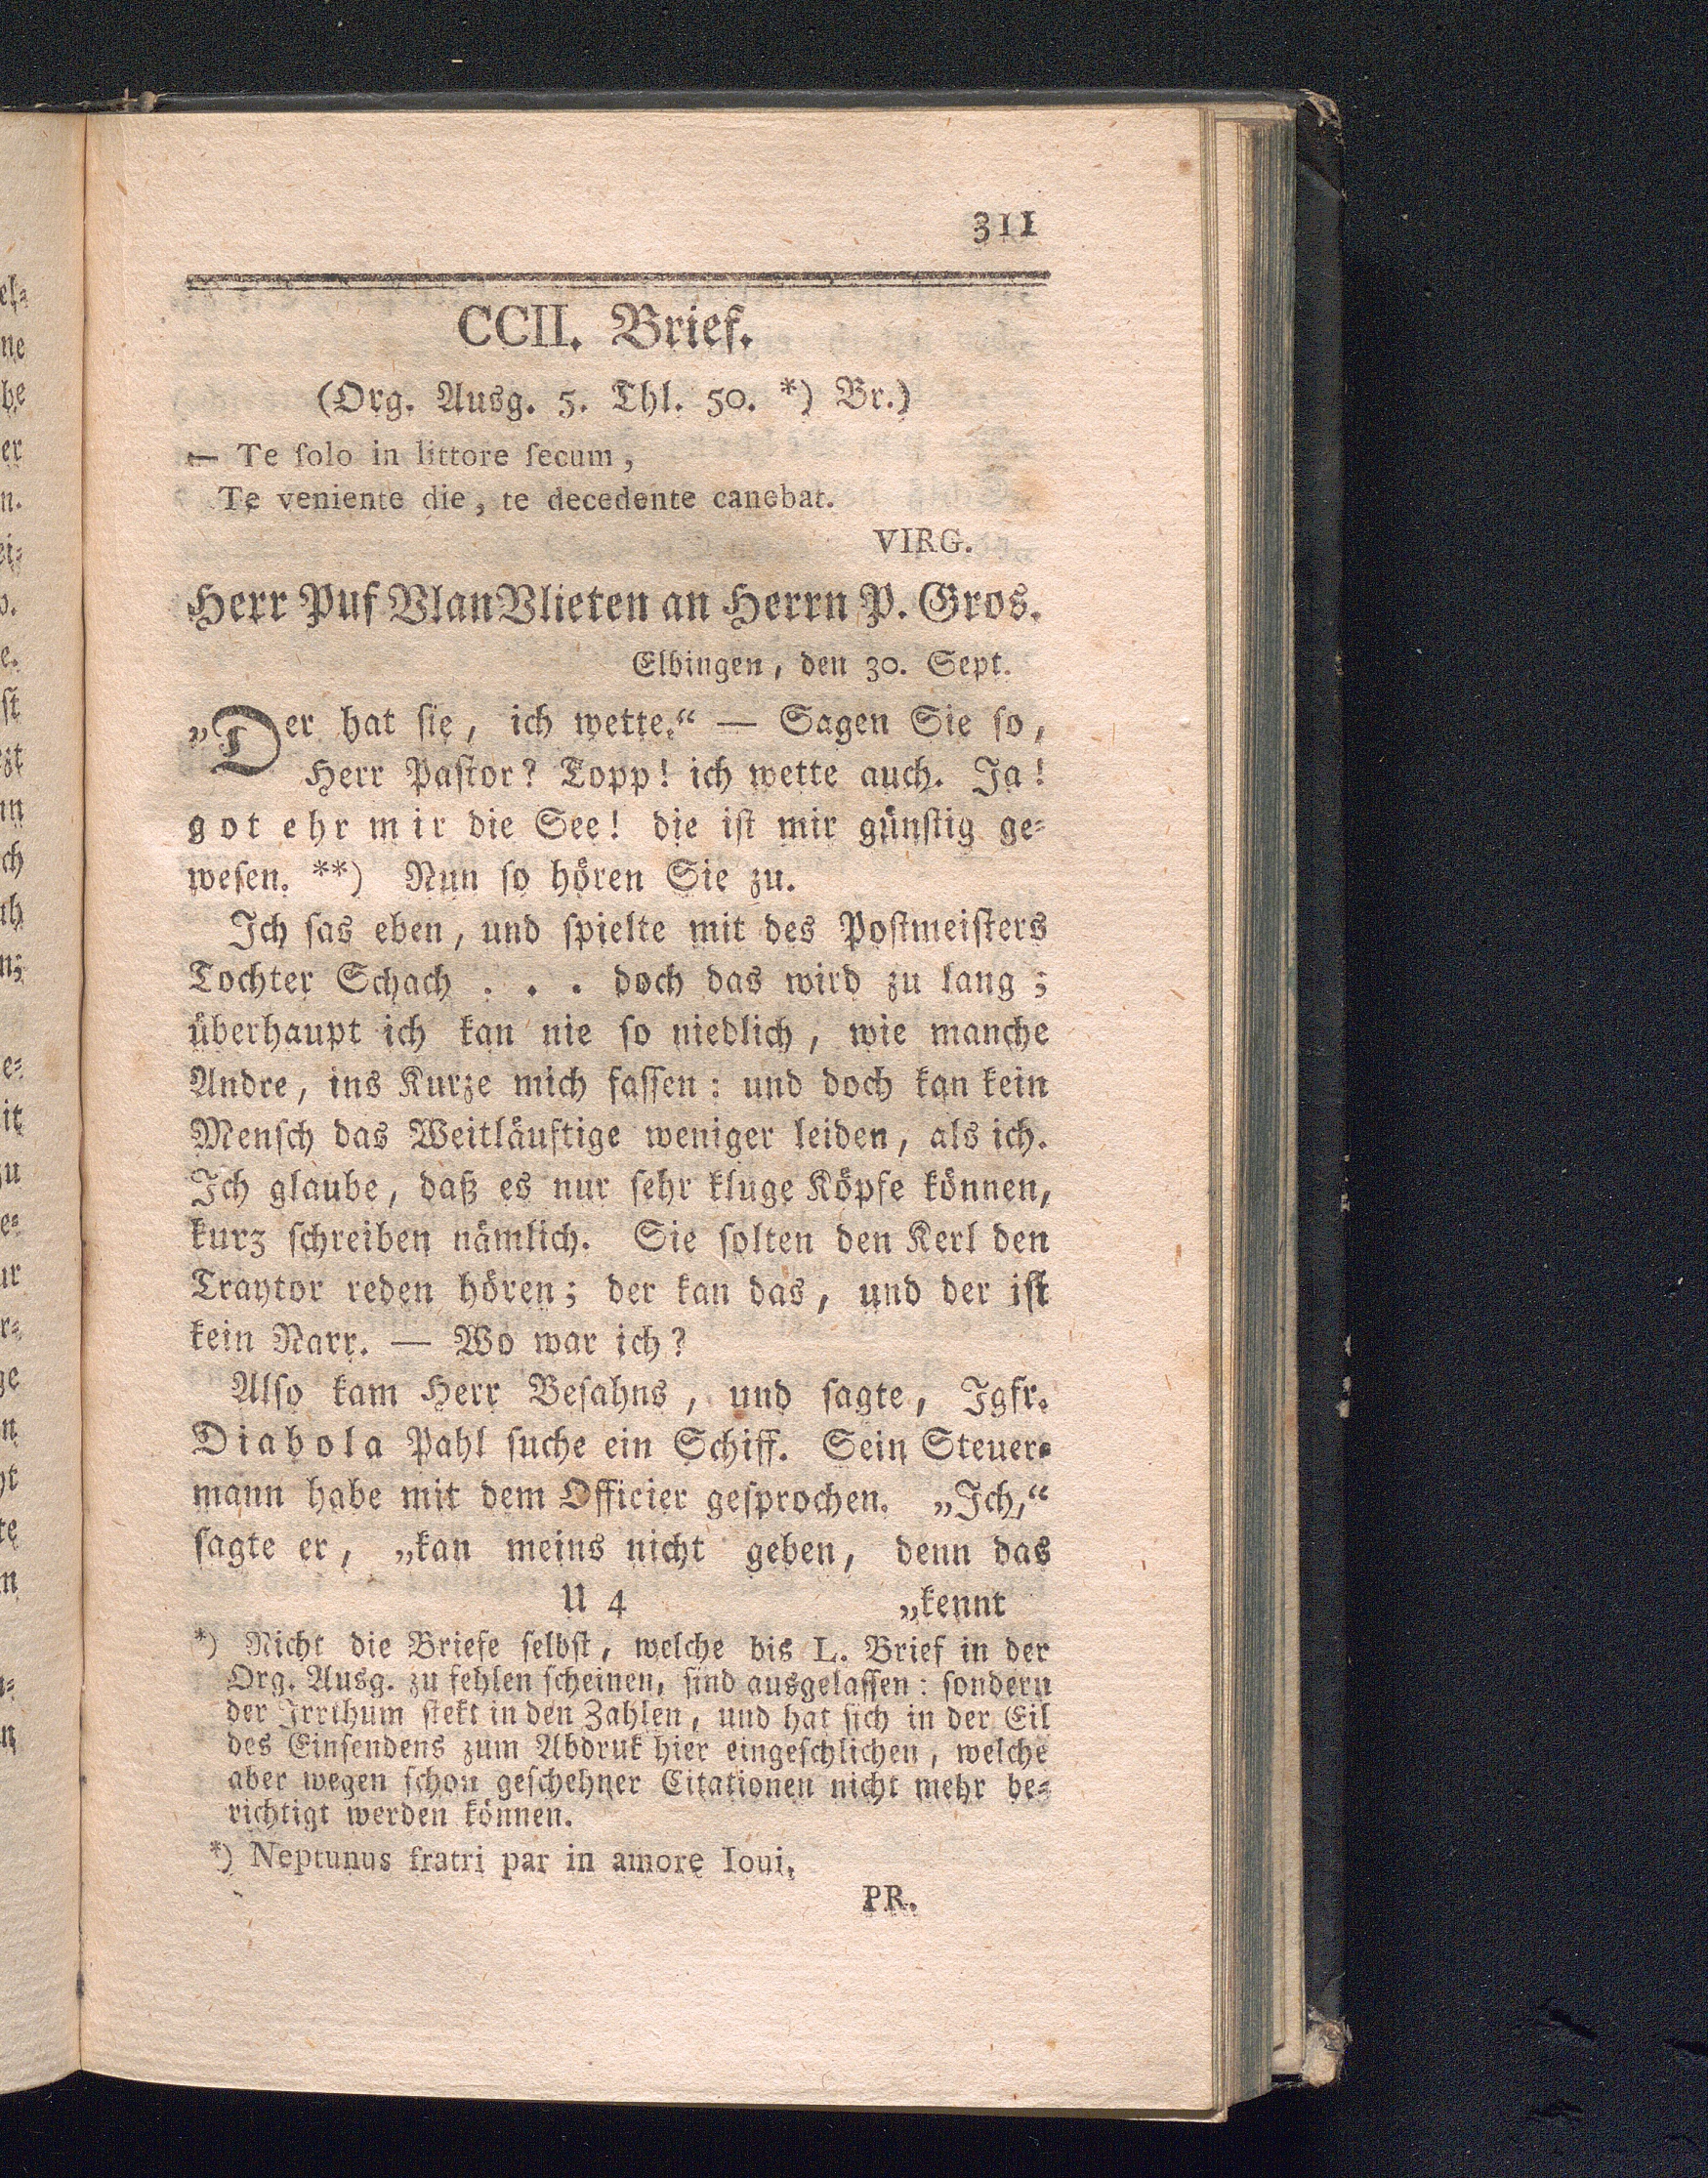 311
CCII. Brief.
(Org. Ausg. 5. Thl. 50. *) Br.)
— Te ſolo in littore ſecum,
Te veniente die, te decedente canebat.
VIRG.
Herr Puf VlanVlieten an Herrn P. Gros.
Elbingen, den 30. Sept.
„Der hat ſie, ich wette.“ — Sagen Sie ſo,
Herr Paſtor? Topp! ich wette auch. Ja!
got ehr mir die See! die iſt mir günſtig ge⸗
weſen. **) Nun ſo hören Sie zu.
Ich ſas eben, und ſpielte mit des Poſtmeiſters
Tochter Schach . . . doch das wird zu lang;
überhaupt ich kan nie ſo niedlich, wie manche
Andre, ins Kurze mich faſſen: und doch kan kein
Menſch das Weitläuftige weniger leiden, als ich.
Ich glaube, daß es nur ſehr kluge Köpfe können,
kurz ſchreiben nämlich. Sie ſolten den Kerl den
Traytor reden hören; der kan das, und der iſt
kein Narr. — Wo war ich?
Alſo kam Herr Beſahns, und ſagte, Jgfr.
Diabola Pahl ſuche ein Schiff. Sein Steuer⸗
mann habe mit dem Officier geſprochen. „Ich,“
ſagte er, „kan meins nicht geben, denn das
U 4 „kennt
*) Nicht die Briefe ſelbſt, welche bis L. Brief in der
Org. Ausg. zu fehlen ſcheinen, ſind ausgelaſſen: ſondern
der Irrthum ſtekt in den Zahlen, und hat ſich in der Eil
des Einſendens zum Abdruk hier eingeſchlichen, welche
aber wegen ſchon geſchehner Citationen nicht mehr be⸗
richtigt werden können.
*) Neptunus fratri par in amore Ioui,
PR.